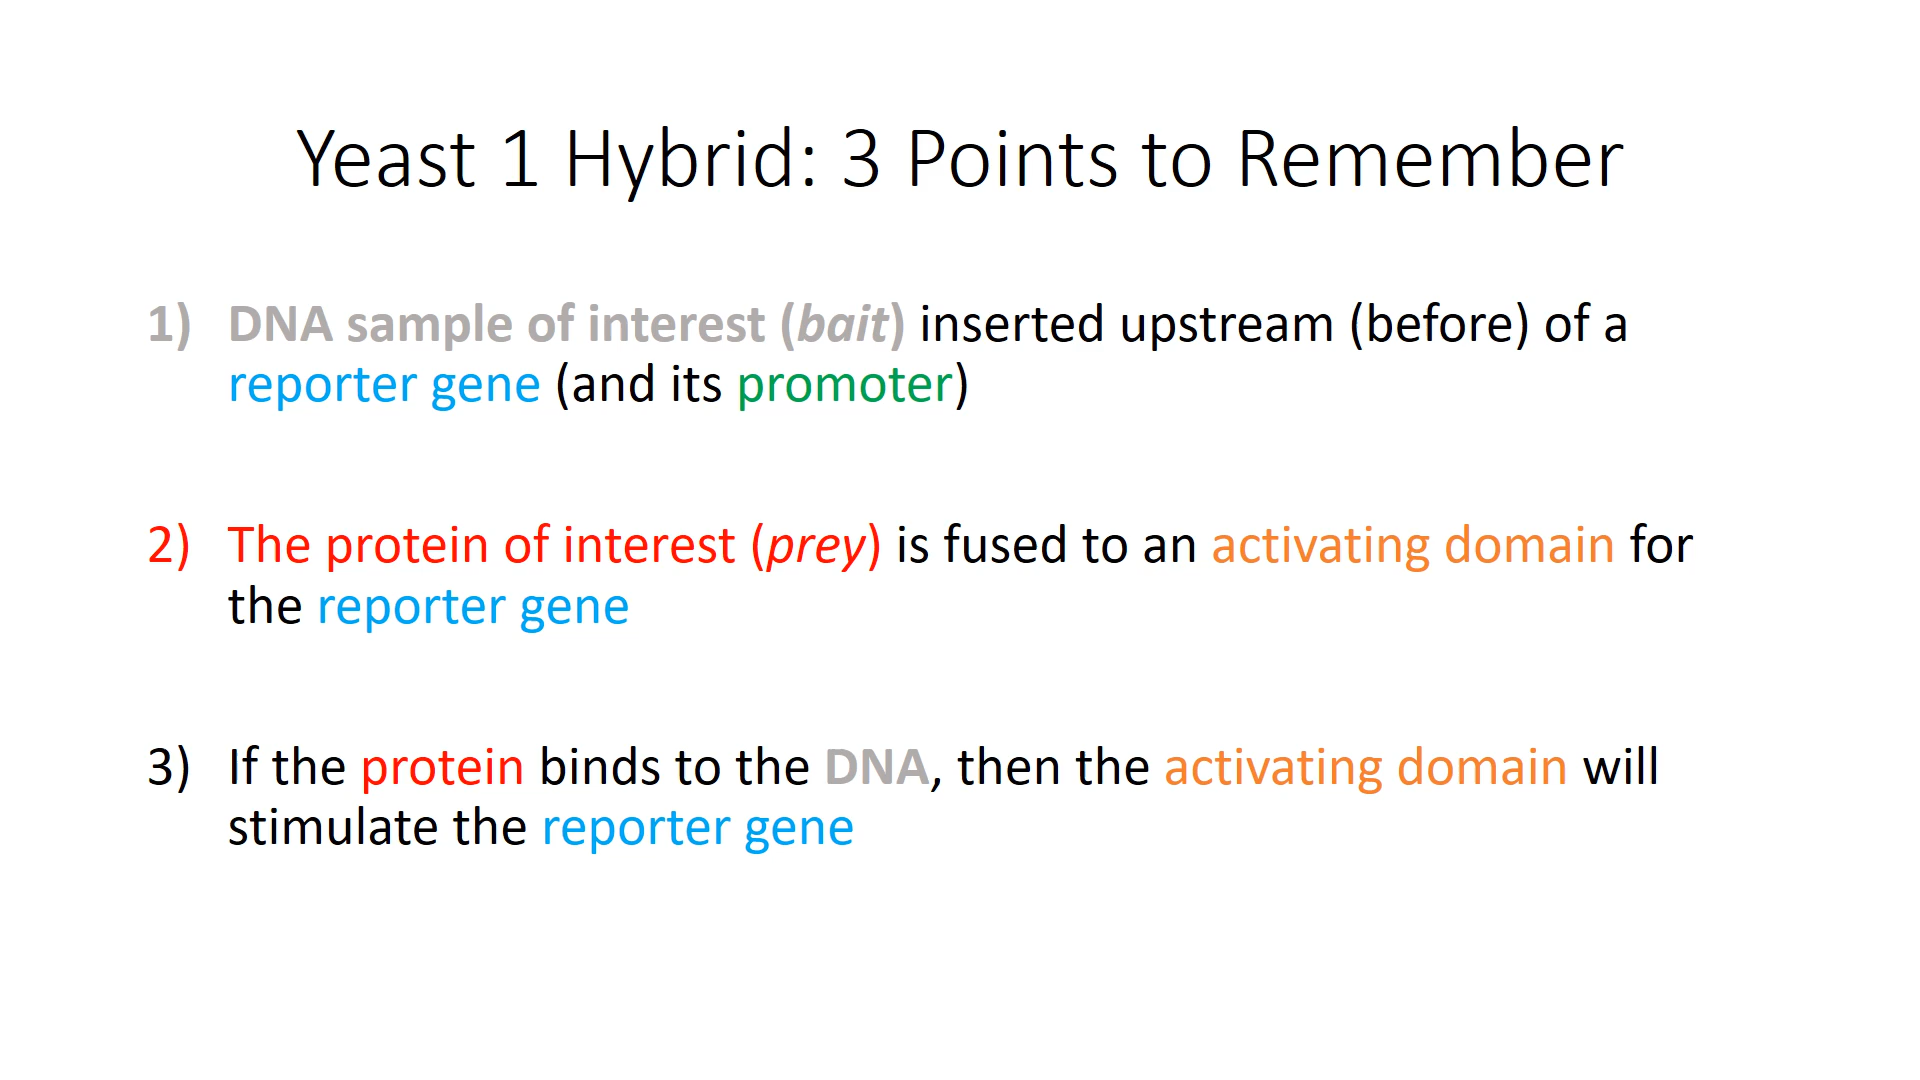 Yeast 1 Hybrid: 3 Points to Remember
1) DNA sample of interest (bait) inserted upstream (before) of a
reporter gene (and its promoter)
2) The protein of interest (prey) is fused to an activating domain for
the reporter gene
3) If the protein binds to the DNA, then the activating domain will
stimulate the reporter gene